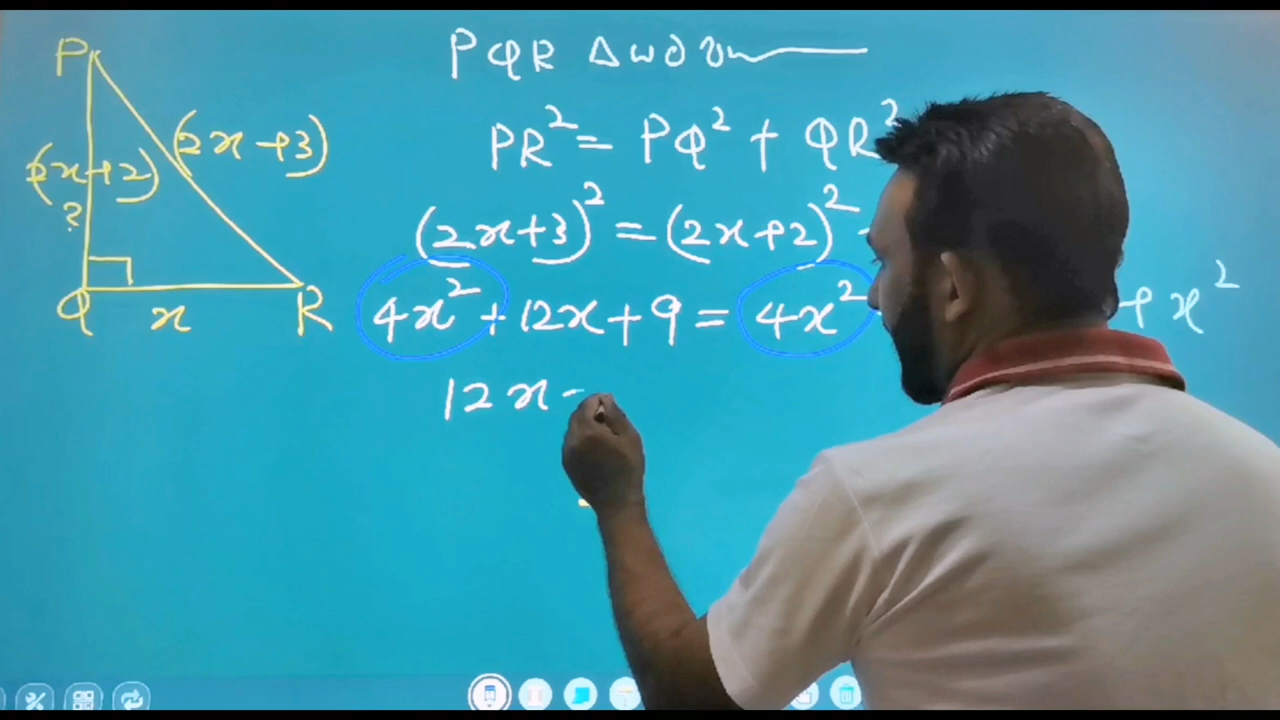 P
(2x+3)
(2x+2)
?
Q
x
R
PQR Δ
PR² = PQ² + QR²
(2x+3)² = (2x+2)²
4x² + 12x + 9 = 4x² + x²
12x